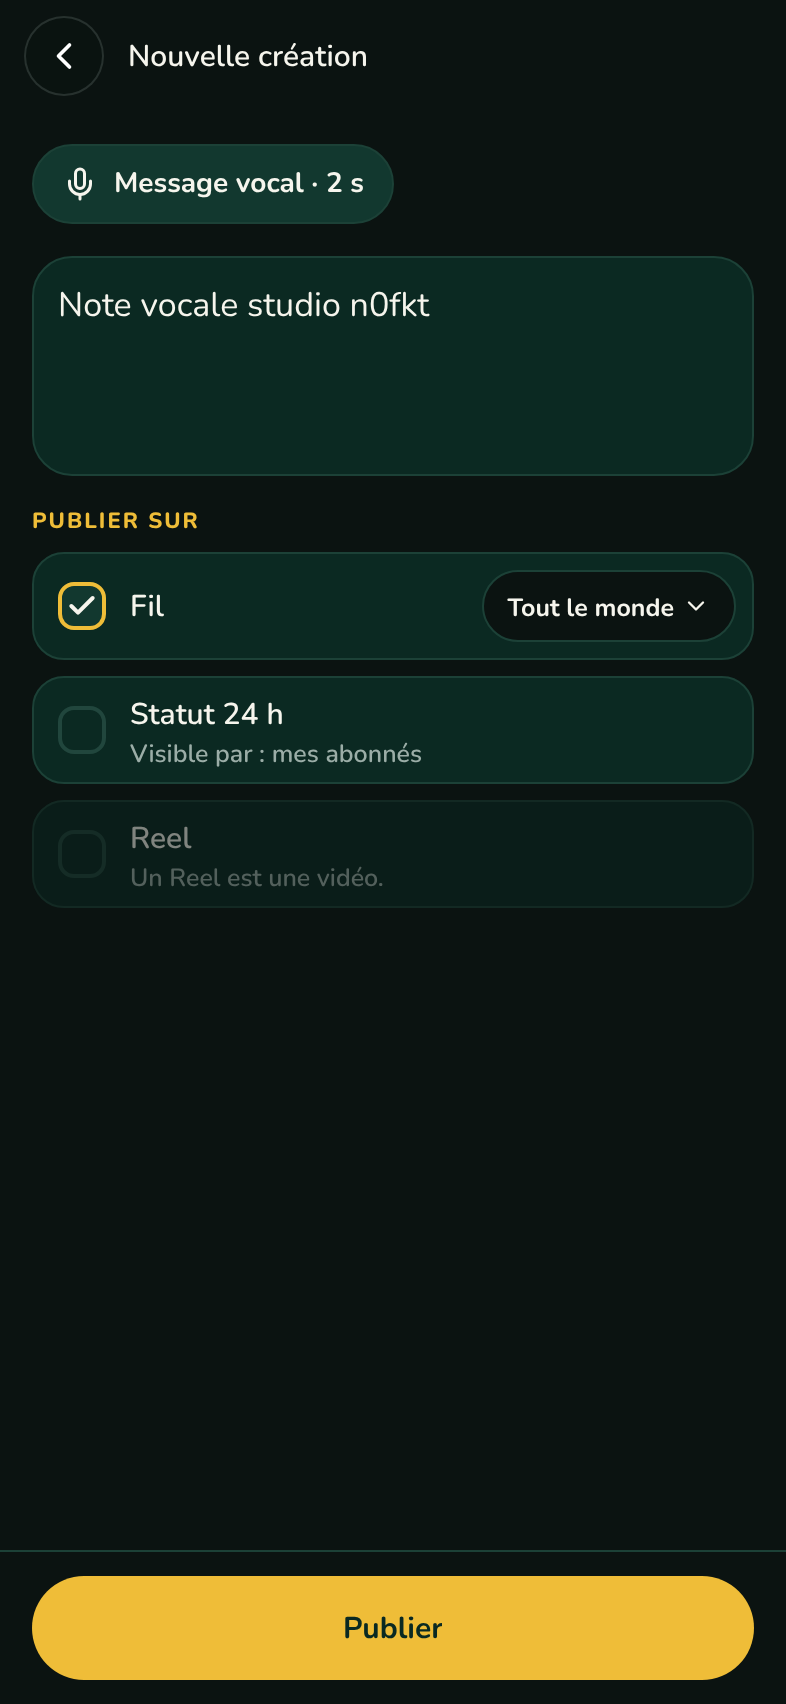 Nouvelle création
Message vocal · 2 s
Note vocale studio n0fkt
PUBLIER SUR
Fil
Tout le monde
Statut 24 h
Visible par : mes abonnés
Reel
Un Reel est une vidéo.
Publier